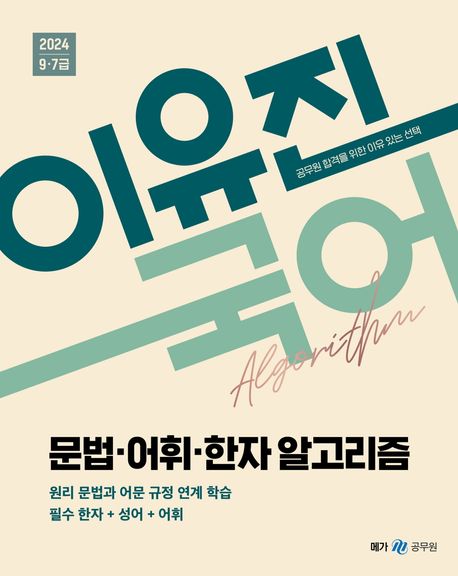 2024
9·7급
이유진
공무원 합격을 위한 이유 있는 선택
국어
Algorithm
문법·어휘·한자 알고리즘
원리 문법과 어문 규정 연계 학습
필수 한자 + 성어 + 어휘
메가 공무원